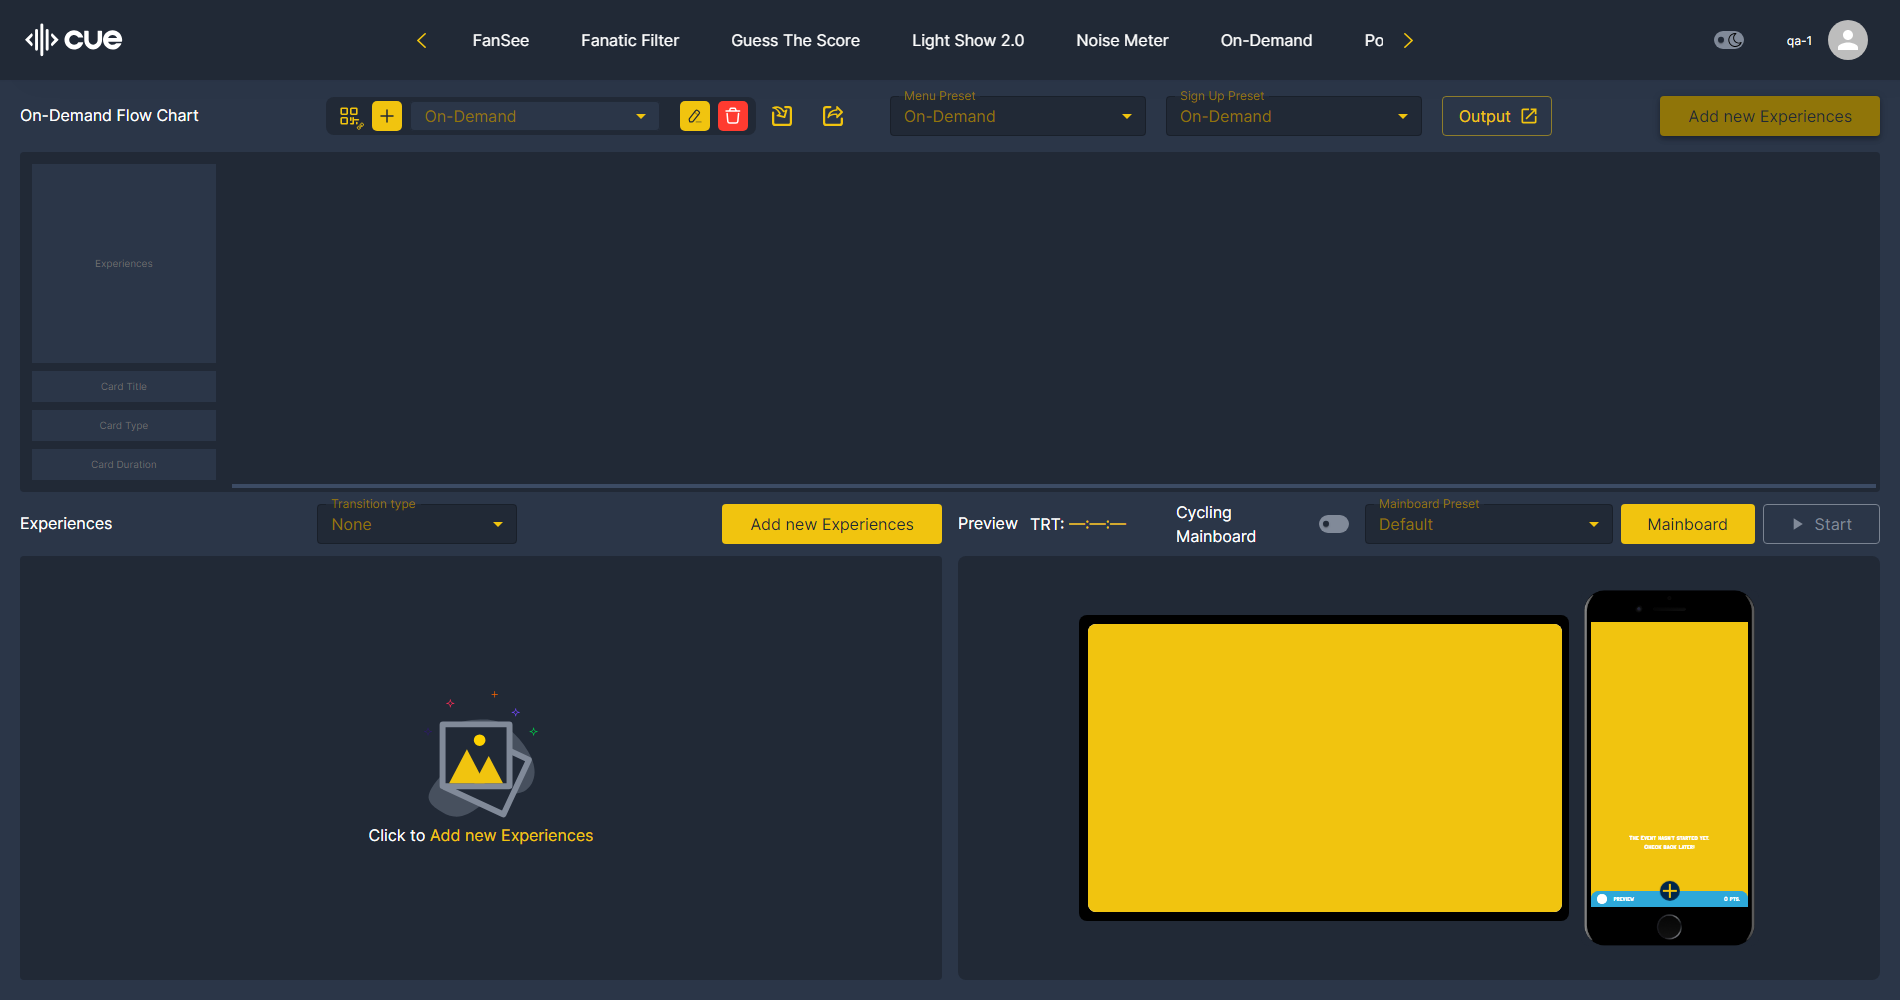 cue
FanSee
Fanatic Filter
Guess The Score
Light Show 2.0
Noise Meter
On-Demand
Po
qa-1
On-Demand Flow Chart
On-Demand
Menu Preset
On-Demand
Sign Up Preset
On-Demand
Output
Add new Experiences
Experiences
Card Title
Card Type
Card Duration
Experiences
Transition type
None
Add new Experiences
Preview
TRT: —:—:—
Cycling
Mainboard
Mainboard Preset
Default
Mainboard
Start
Click to Add new Experiences
The event hasn't started yet
Check back later!
PREVIEW
0 PTS.